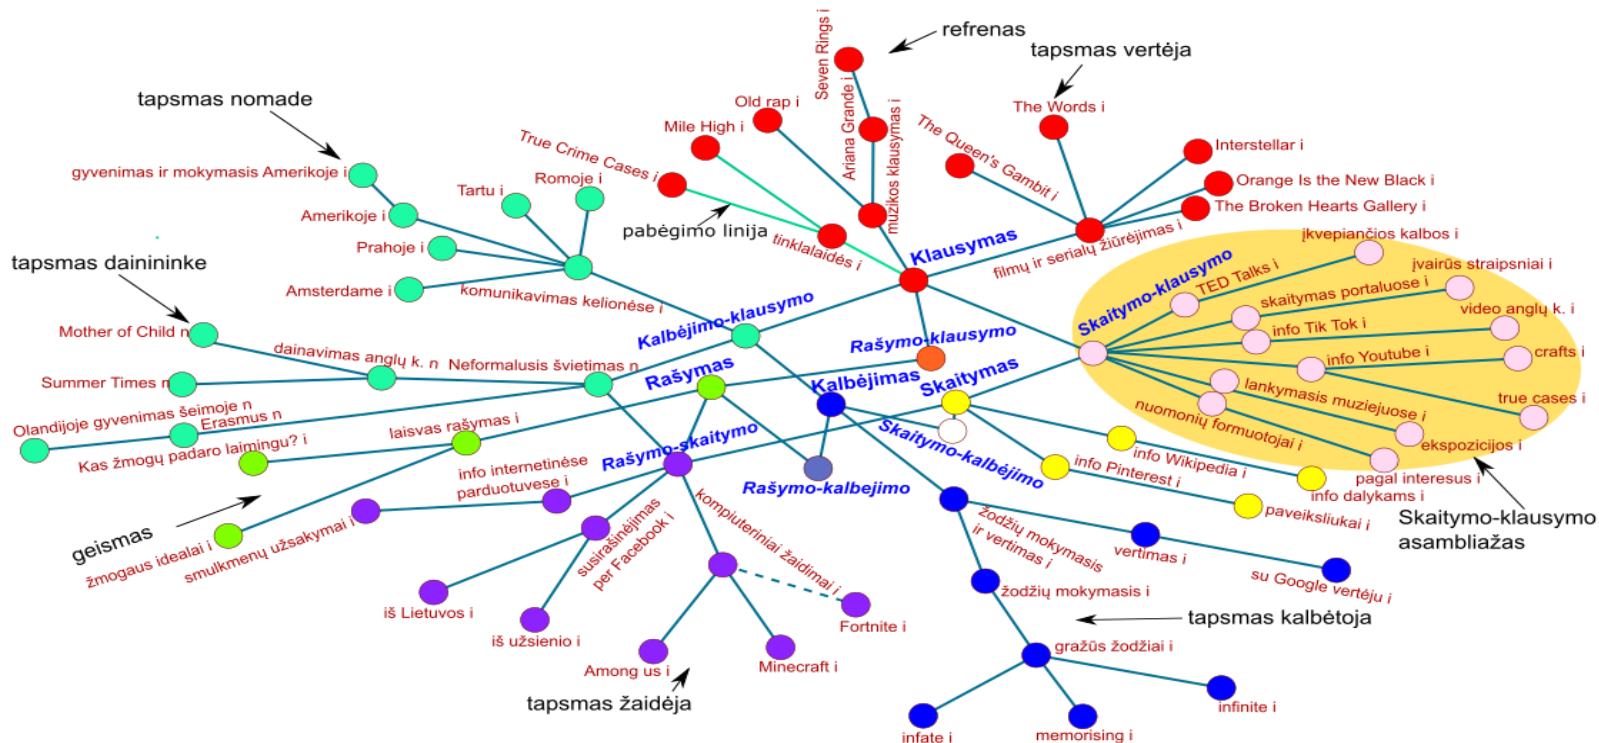 refrenas
tapsmas vertėja
Seven Rings i
Ariana Grande i
muzikos klausymas i
Old rap i
Mile High i
True Crime Cases i
The Words i
The Queen's Gambit i
Interstellar i
Orange Is the New Black i
The Broken Hearts Gallery i
tapsmas nomade
gyvenimas ir mokymasis Amerikoje i
Tartu i
Romoje i
Amerikoje i
pabėgimo linija
tinklalaidės i
Klausymas
filmų ir serialų žiūrėjimas i
Prahoje i
Amsterdame i
komunikavimas kelionėse i
tapsmas dainininke
Mother of Child n
dainavimas anglų k. n
Summer Times n
Neformalusis švietimas n
Kalbėjimo-klausymo
Rašymo-klausymo
Skaitymo-klausymo
įkvepiančios kalbos i
TED Talks i
įvairūs straipsniai i
skaitymas portaluose i
video anglų k. i
info Tik Tok i
info Youtube i
crafts i
true cases i
lankymasis muziejuose i
ekspozicijos i
nuomonių formuotojai i
pagal interesus i
Skaitymo-klausymo
asambliažas
Rašymas
Kalbėjimas
Skaitymas
Olandijoje gyvenimas šeimoje n
Erasmus n
laisvas rašymas i
Kas žmogų padaro laimingu? i
geismas
žmogaus idealai i
Rašymo-skaitymo
Rašymo-kalbejimo
Skaitymo-kalbėjimo
info Wikipedia i
info dalykams i
info Pinterest i
paveiksliukai i
info internetinėse
parduotuvese i
smulkmenų užsakymai i
susirašinėjimas
per Facebook i
iš Lietuvos i
iš užsienio i
kompiuteriniai žaidimai i
Fortnite i
Among us i
Minecraft i
tapsmas žaidėja
žodžių mokymasis
ir vertimas i
vertimas i
su Google vertėju i
žodžių mokymasis i
tapsmas kalbėtoja
gražūs žodžiai i
infinite i
infate i
memorising i